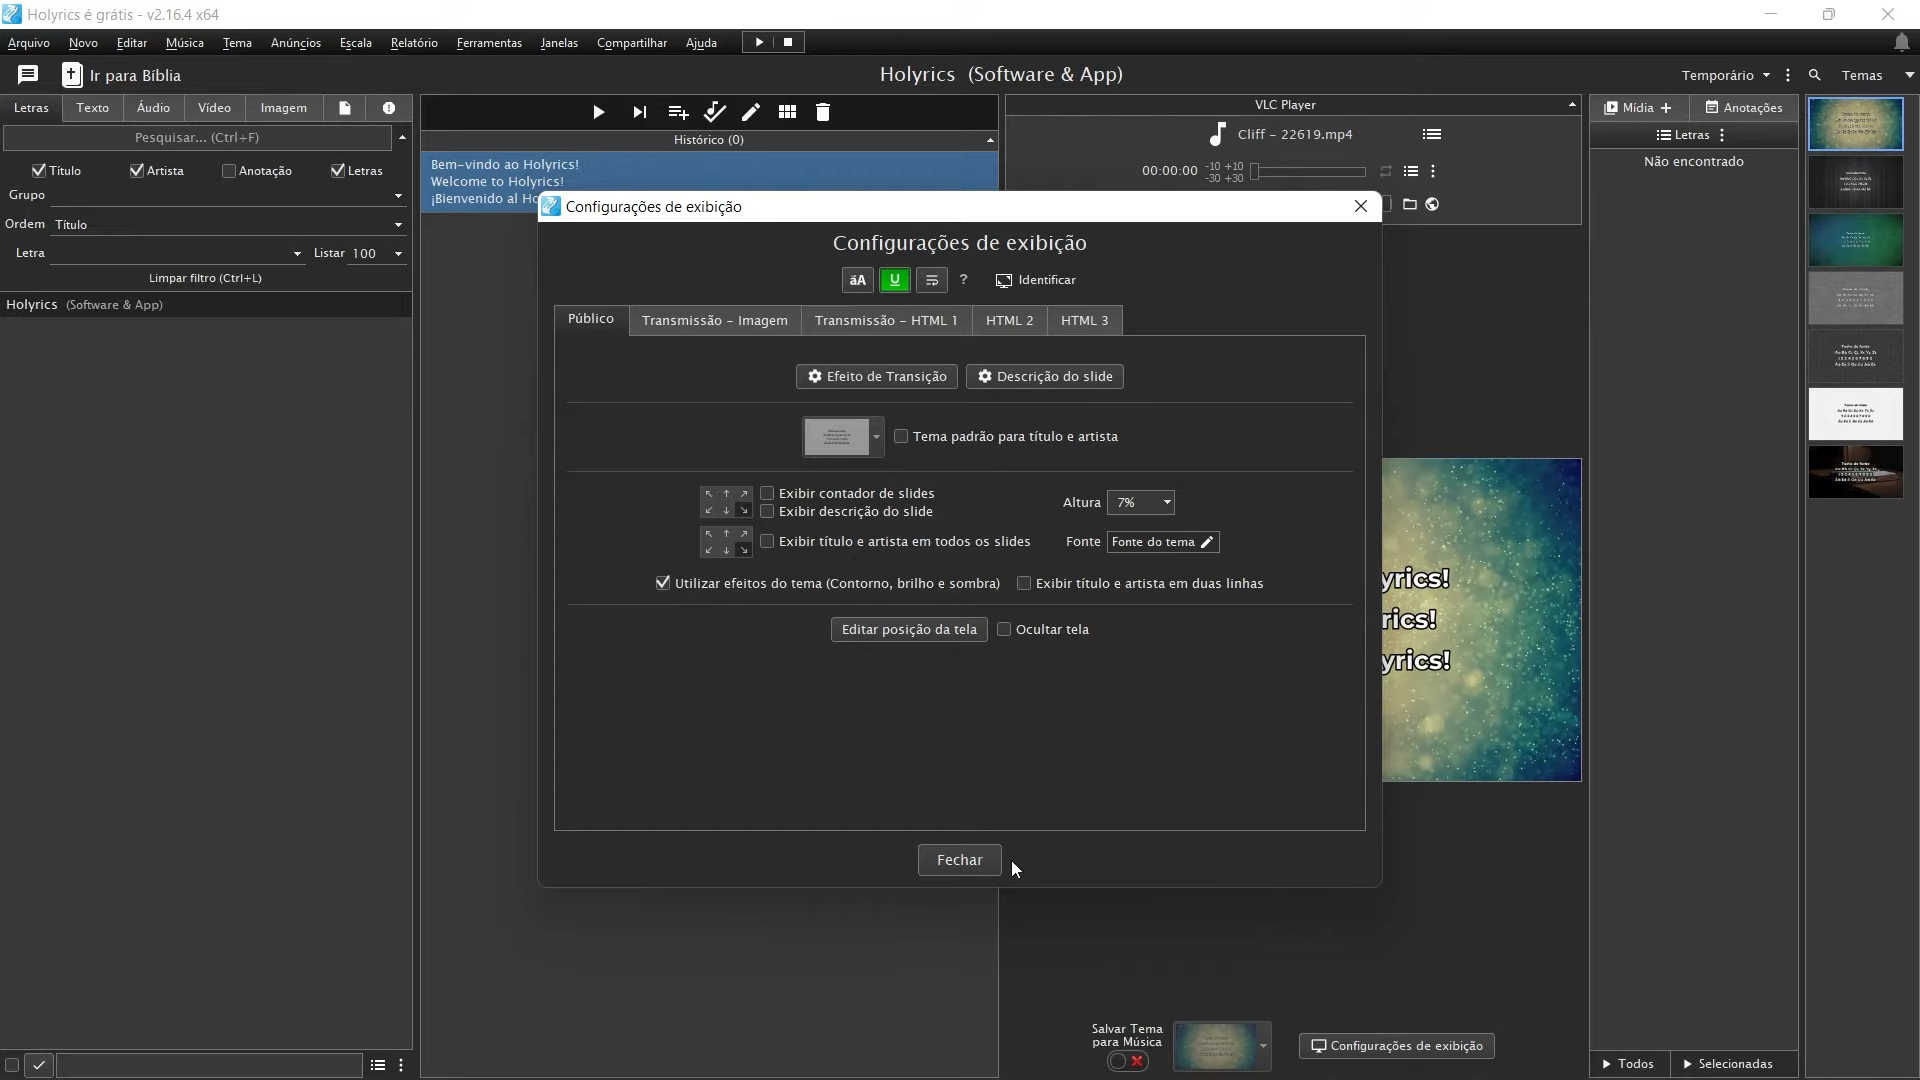 Holyrics é grátis - v2.16.4 x64
Arquivo Novo Editar Música Tema Anúncios Escala Relatório Ferramentas Janelas Compartilhar Ajuda
Ir para Bíblia
Holyrics (Software & App)
Temporário
Temas
Letras Texto Áudio Vídeo Imagem
Pesquisar... (Ctrl+F)
Título Artista Anotação Letras
Grupo
Ordem Título
Letra Listar 100
Limpar filtro (Ctrl+L)
Holyrics (Software & App)
Histórico (0)
Bem-vindo ao Holyrics!
Welcome to Holyrics!
¡Bienvenido al Ho
VLC Player
Cliff - 22619.mp4
00:00:00 -10 +10
-30 +30
Mídia + Anotações
Letras
Não encontrado
Configurações de exibição
Configurações de exibição
äA U ? Identificar
Público Transmissão - Imagem Transmissão - HTML 1 HTML 2 HTML 3
Efeito de Transição Descrição do slide
Tema padrão para título e artista
Exibir contador de slides
Exibir descrição do slide
Altura 7%
Exibir título e artista em todos os slides Fonte Fonte do tema
Utilizar efeitos do tema (Contorno, brilho e sombra) Exibir título e artista em duas linhas
Editar posição da tela Ocultar tela
Fechar
yrics!
rics!
yrics!
Salvar Tema
para Música
Configurações de exibição
Todos Selecionadas